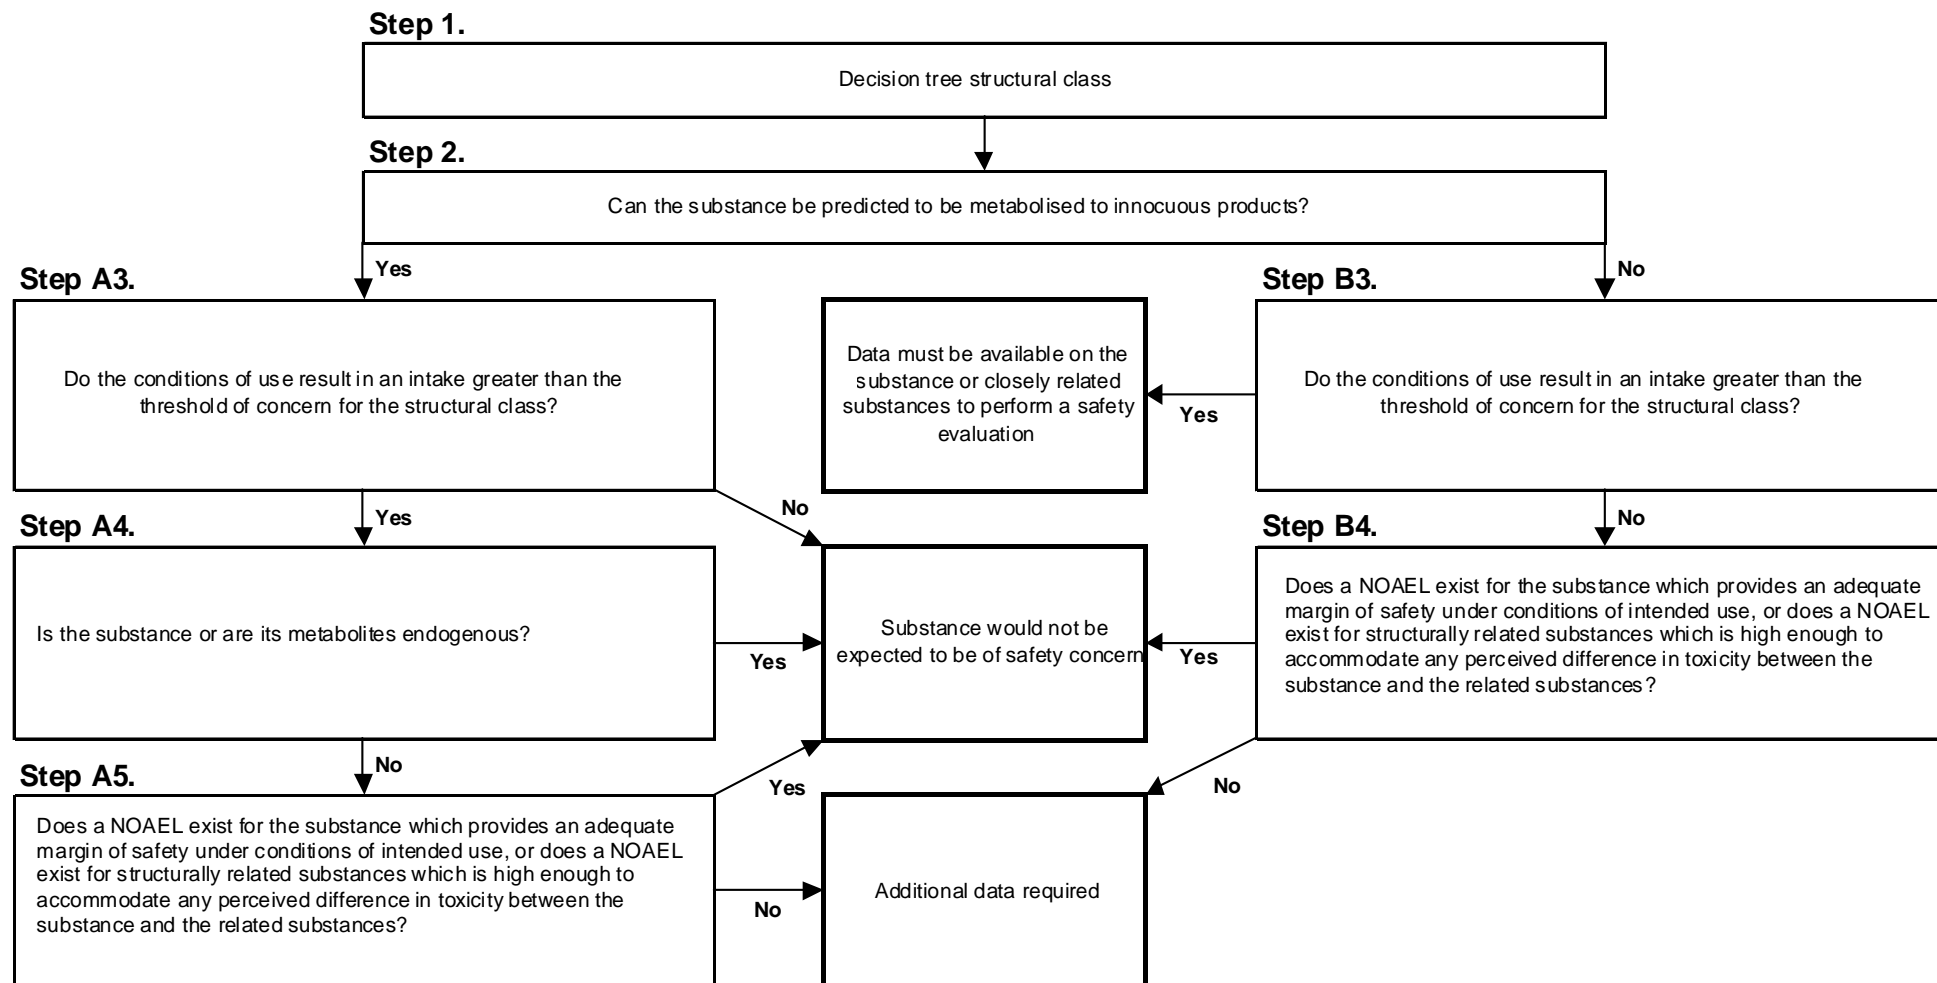 Step 1.
Decision tree structural class
Step 2.
Can the substance be predicted to be metabolised to innocuous products?
Yes
No
Step A3.
Do the conditions of use result in an intake greater than the
threshold of concern for the structural class?
Data must be available on the
substance or closely related
substances to perform a safety
evaluation
Yes
Step B3.
Do the conditions of use result in an intake greater than the
threshold of concern for the structural class?
Yes
No
No
Step A4.
Is the substance or are its metabolites endogenous?
Yes
Substance would not be
expected to be of safety concern
Yes
Step B4.
Does a NOAEL exist for the substance which provides an adequate
margin of safety under conditions of intended use, or does a NOAEL
exist for structurally related substances which is high enough to
accommodate any perceived difference in toxicity between the
substance and the related substances?
No
Yes
No
Step A5.
Does a NOAEL exist for the substance which provides an adequate
margin of safety under conditions of intended use, or does a NOAEL
exist for structurally related substances which is high enough to
accommodate any perceived difference in toxicity between the
substance and the related substances?
No
Additional data required